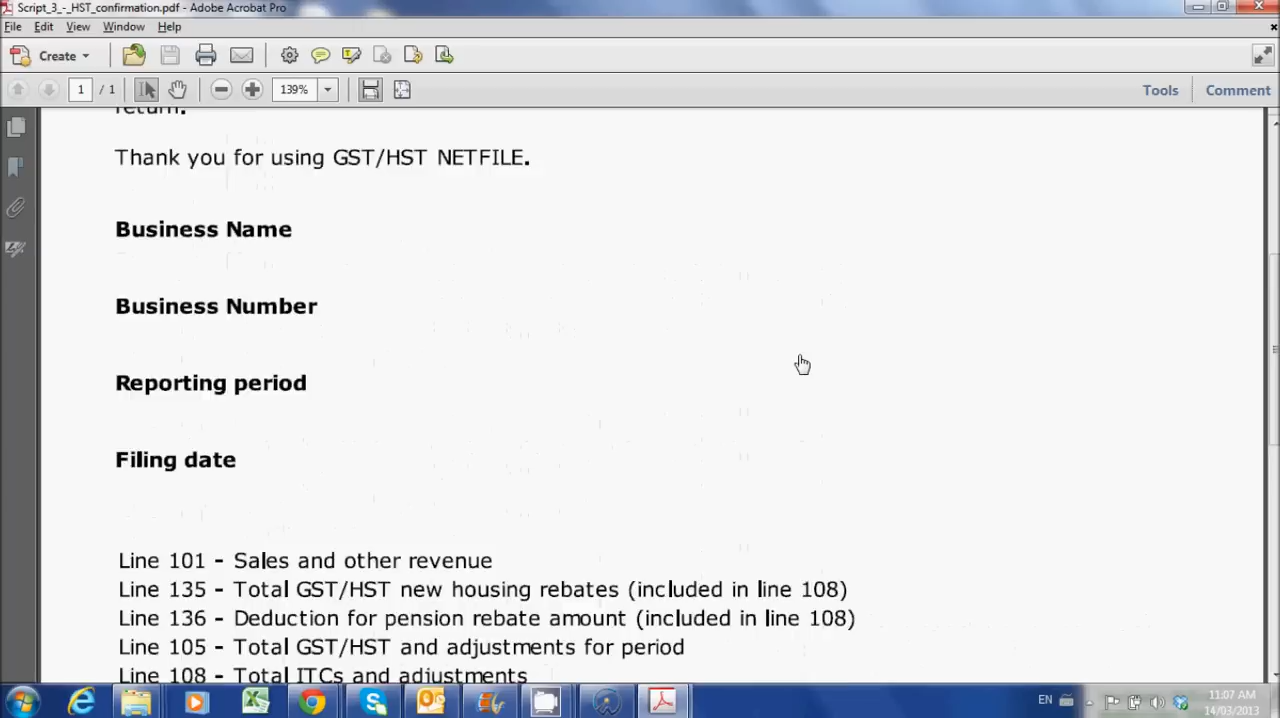 Script_3_-_HST_confirmation.pdf - Adobe Acrobat Pro
File Edit View Window Help
Create
1 / 1 139% Tools Comment
return.
Thank you for using GST/HST NETFILE.
Business Name
Business Number
Reporting period
Filing date
Line 101 - Sales and other revenue
Line 135 - Total GST/HST new housing rebates (included in line 108)
Line 136 - Deduction for pension rebate amount (included in line 108)
Line 105 - Total GST/HST and adjustments for period
Line 108 - Total ITCs and adjustments
EN 11:07 AM
14/03/2013